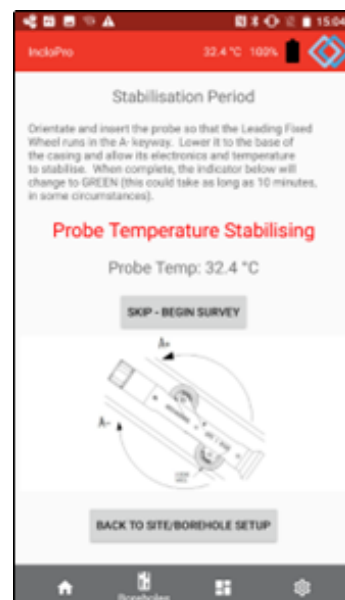 15:04
IncloPro
32.4 °C 100%
Stabilisation Period
Orientate and insert the probe so that the Leading Fixed
Wheel runs in the A- keyway. Lower it to the base of
the casing and allow its electronics and temperature
to stabilise. When complete, the indicator below will
change to GREEN (this could take as long as 10 minutes,
in some circumstances).
Probe Temperature Stabilising
Probe Temp: 32.4 °C
SKIP - BEGIN SURVEY
A+
A-
BACK TO SITE/BOREHOLE SETUP
Boreholes